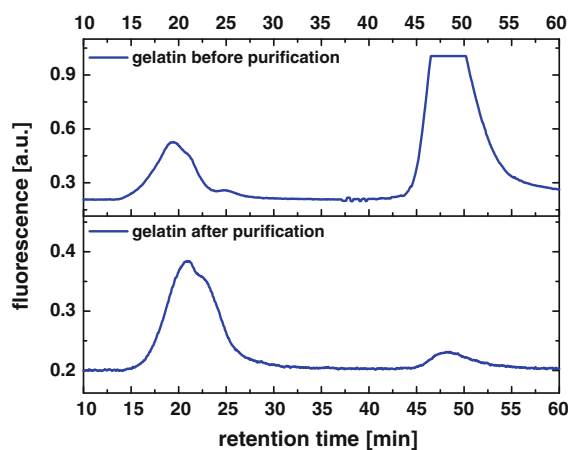 10 15 20 25 30 35 40 45 50 55 60
gelatin before purification
0.9
0.6
0.3
fluorescence [a.u.]
gelatin after purification
0.4
0.3
0.2
10 15 20 25 30 35 40 45 50 55 60
retention time [min]